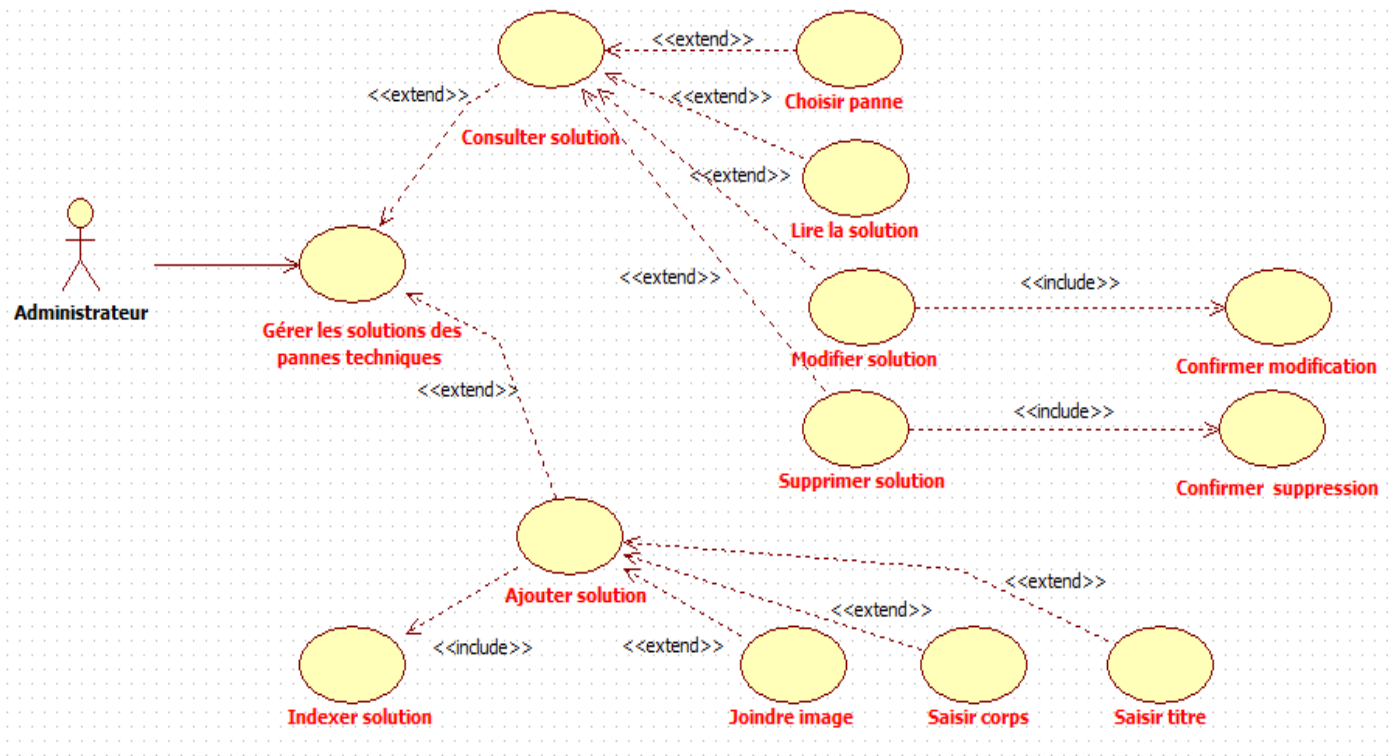 <<extend>>
<<extend>>
Choisir panne
<<extend>>
<<extend>>
Consulter solution
<<extend>>
Lire la solution
<<extend>>
<<include>>
Administrateur
Gérer les solutions des
pannes techniques
Modifier solution
Confirmer modification
<<extend>>
<<include>>
Supprimer solution
Confirmer suppression
Ajouter solution
<<extend>>
<<extend>>
<<include>>
<<extend>>
Indexer solution
Joindre image
Saisir corps
Saisir titre